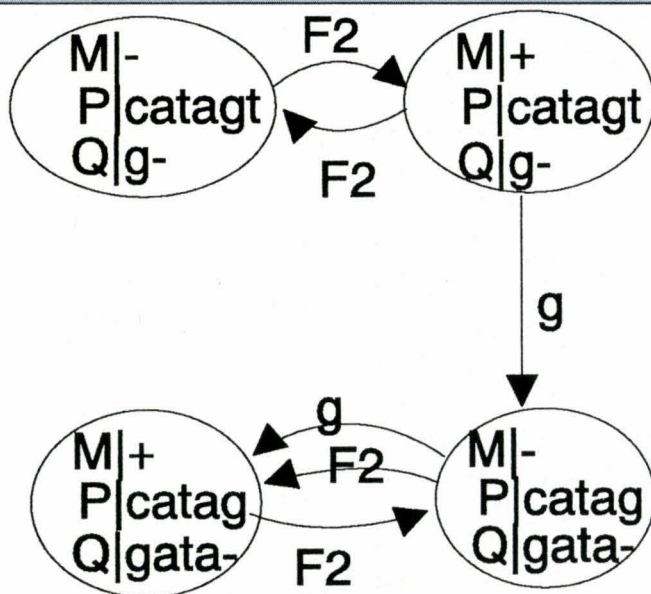 F2
M|-
P|catagt
Q|g-
M|+
P|catagt
Q|g-
F2
g
g
M|+
P|catag
Q|gata-
F2
M|-
P|catag
Q|gata-
F2